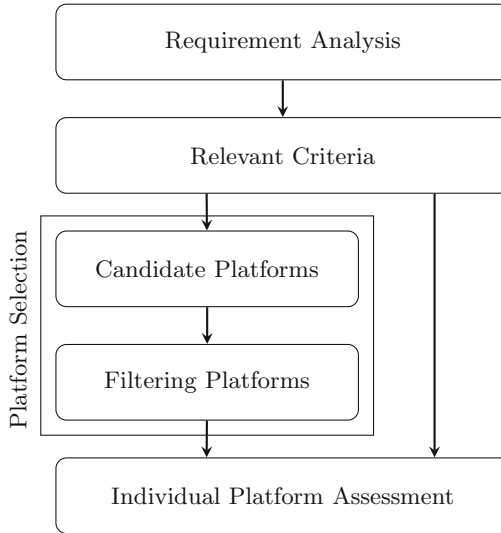 Requirement Analysis
Relevant Criteria
Platform Selection
Candidate Platforms
Filtering Platforms
Individual Platform Assessment